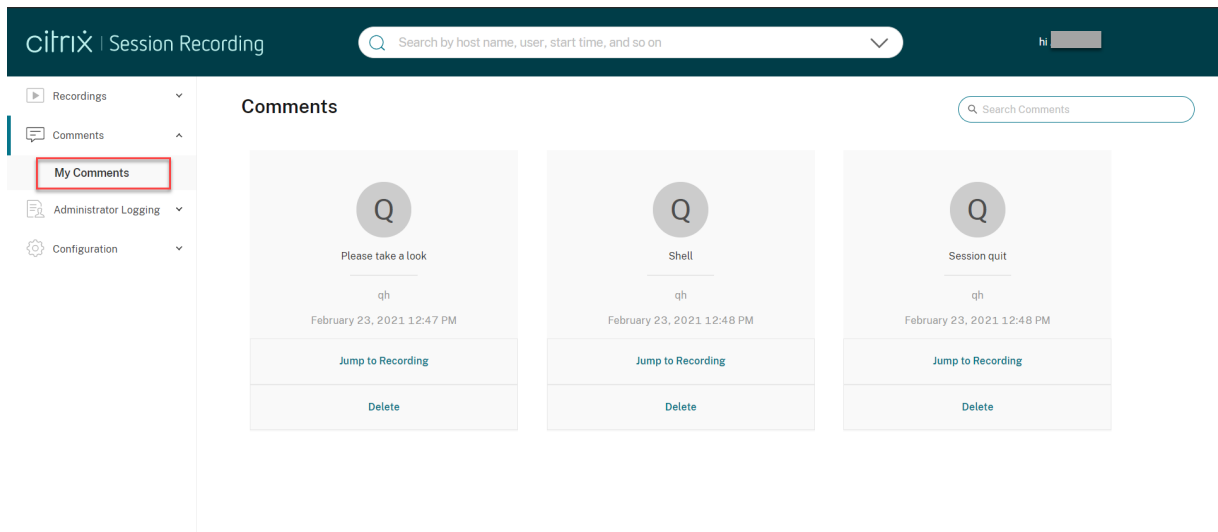 citrix | Session Recording
Search by host name, user, start time, and so on
hi
Recordings
Comments
My Comments
Administrator Logging
Configuration
Comments
Search Comments
Q
Please take a look
qh
February 23, 2021 12:47 PM
Jump to Recording
Delete
Q
Shell
qh
February 23, 2021 12:48 PM
Jump to Recording
Delete
Q
Session quit
qh
February 23, 2021 12:48 PM
Jump to Recording
Delete